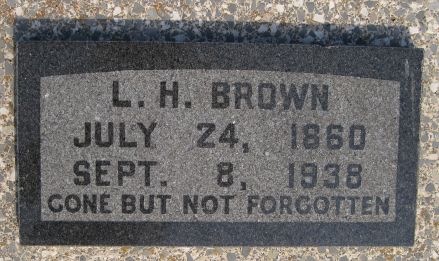 L. H. BROWN
JULY 24, 1860
SEPT. 8, 1938
GONE BUT NOT FORGOTTEN